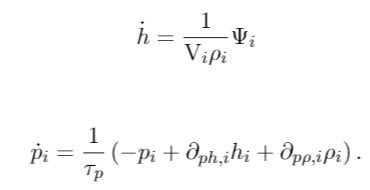 ḣ = 1/(V_i ρ_i) Ψ_i
ṗ_i = 1/τ_p (−p_i + ∂_{ph,i} h_i + ∂_{pρ,i} ρ_i) .